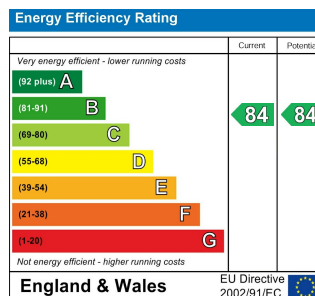 Energy Efficiency Rating
Current Potentia
Very energy efficient - lower running costs
(92 plus) A
(81-91) B
84 84
(69-80) C
(55-68) D
(39-54) E
(21-38) F
(1-20) G
Not energy efficient - higher running costs
England & Wales
EU Directive
2002/91/EC